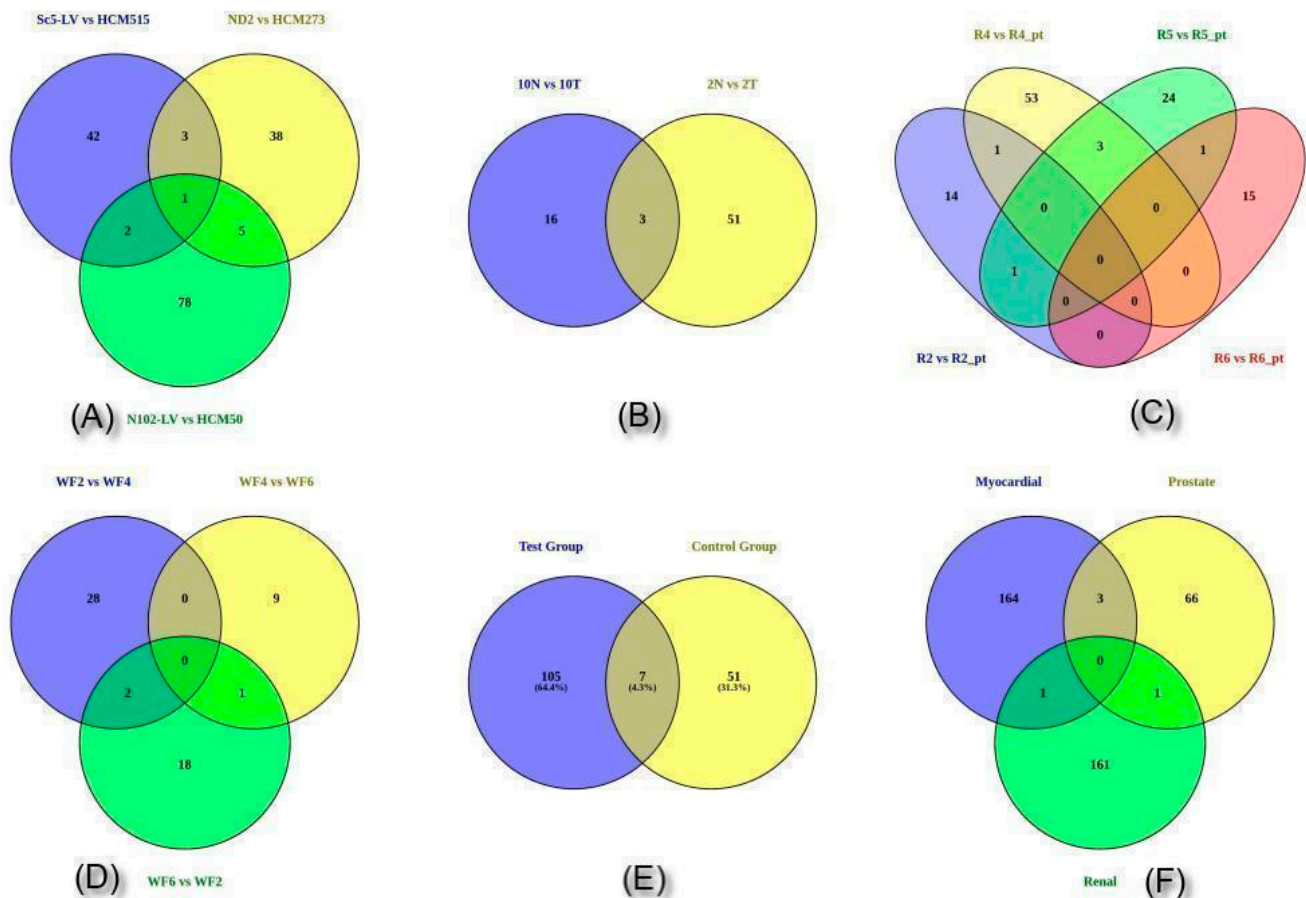 Sc5-LV vs HCM515
ND2 vs HCM273
42
3
38
1
2
5
78
(A)
N102-LV vs HCM50
10N vs 10T
2N vs 2T
16
3
51
(B)
R4 vs R4_pt
R5 vs R5_pt
53
24
1
3
1
14
15
0
0
1
0
0
0
0
0
R2 vs R2_pt
R6 vs R6_pt
(C)
WF2 vs WF4
WF4 vs WF6
28
0
9
0
2
1
18
(D)
WF6 vs WF2
Test Group
Control Group
105
(64.4%)
7
(4.3%)
51
(31.3%)
(E)
Myocardial
Prostate
164
3
66
0
1
1
161
Renal
(F)